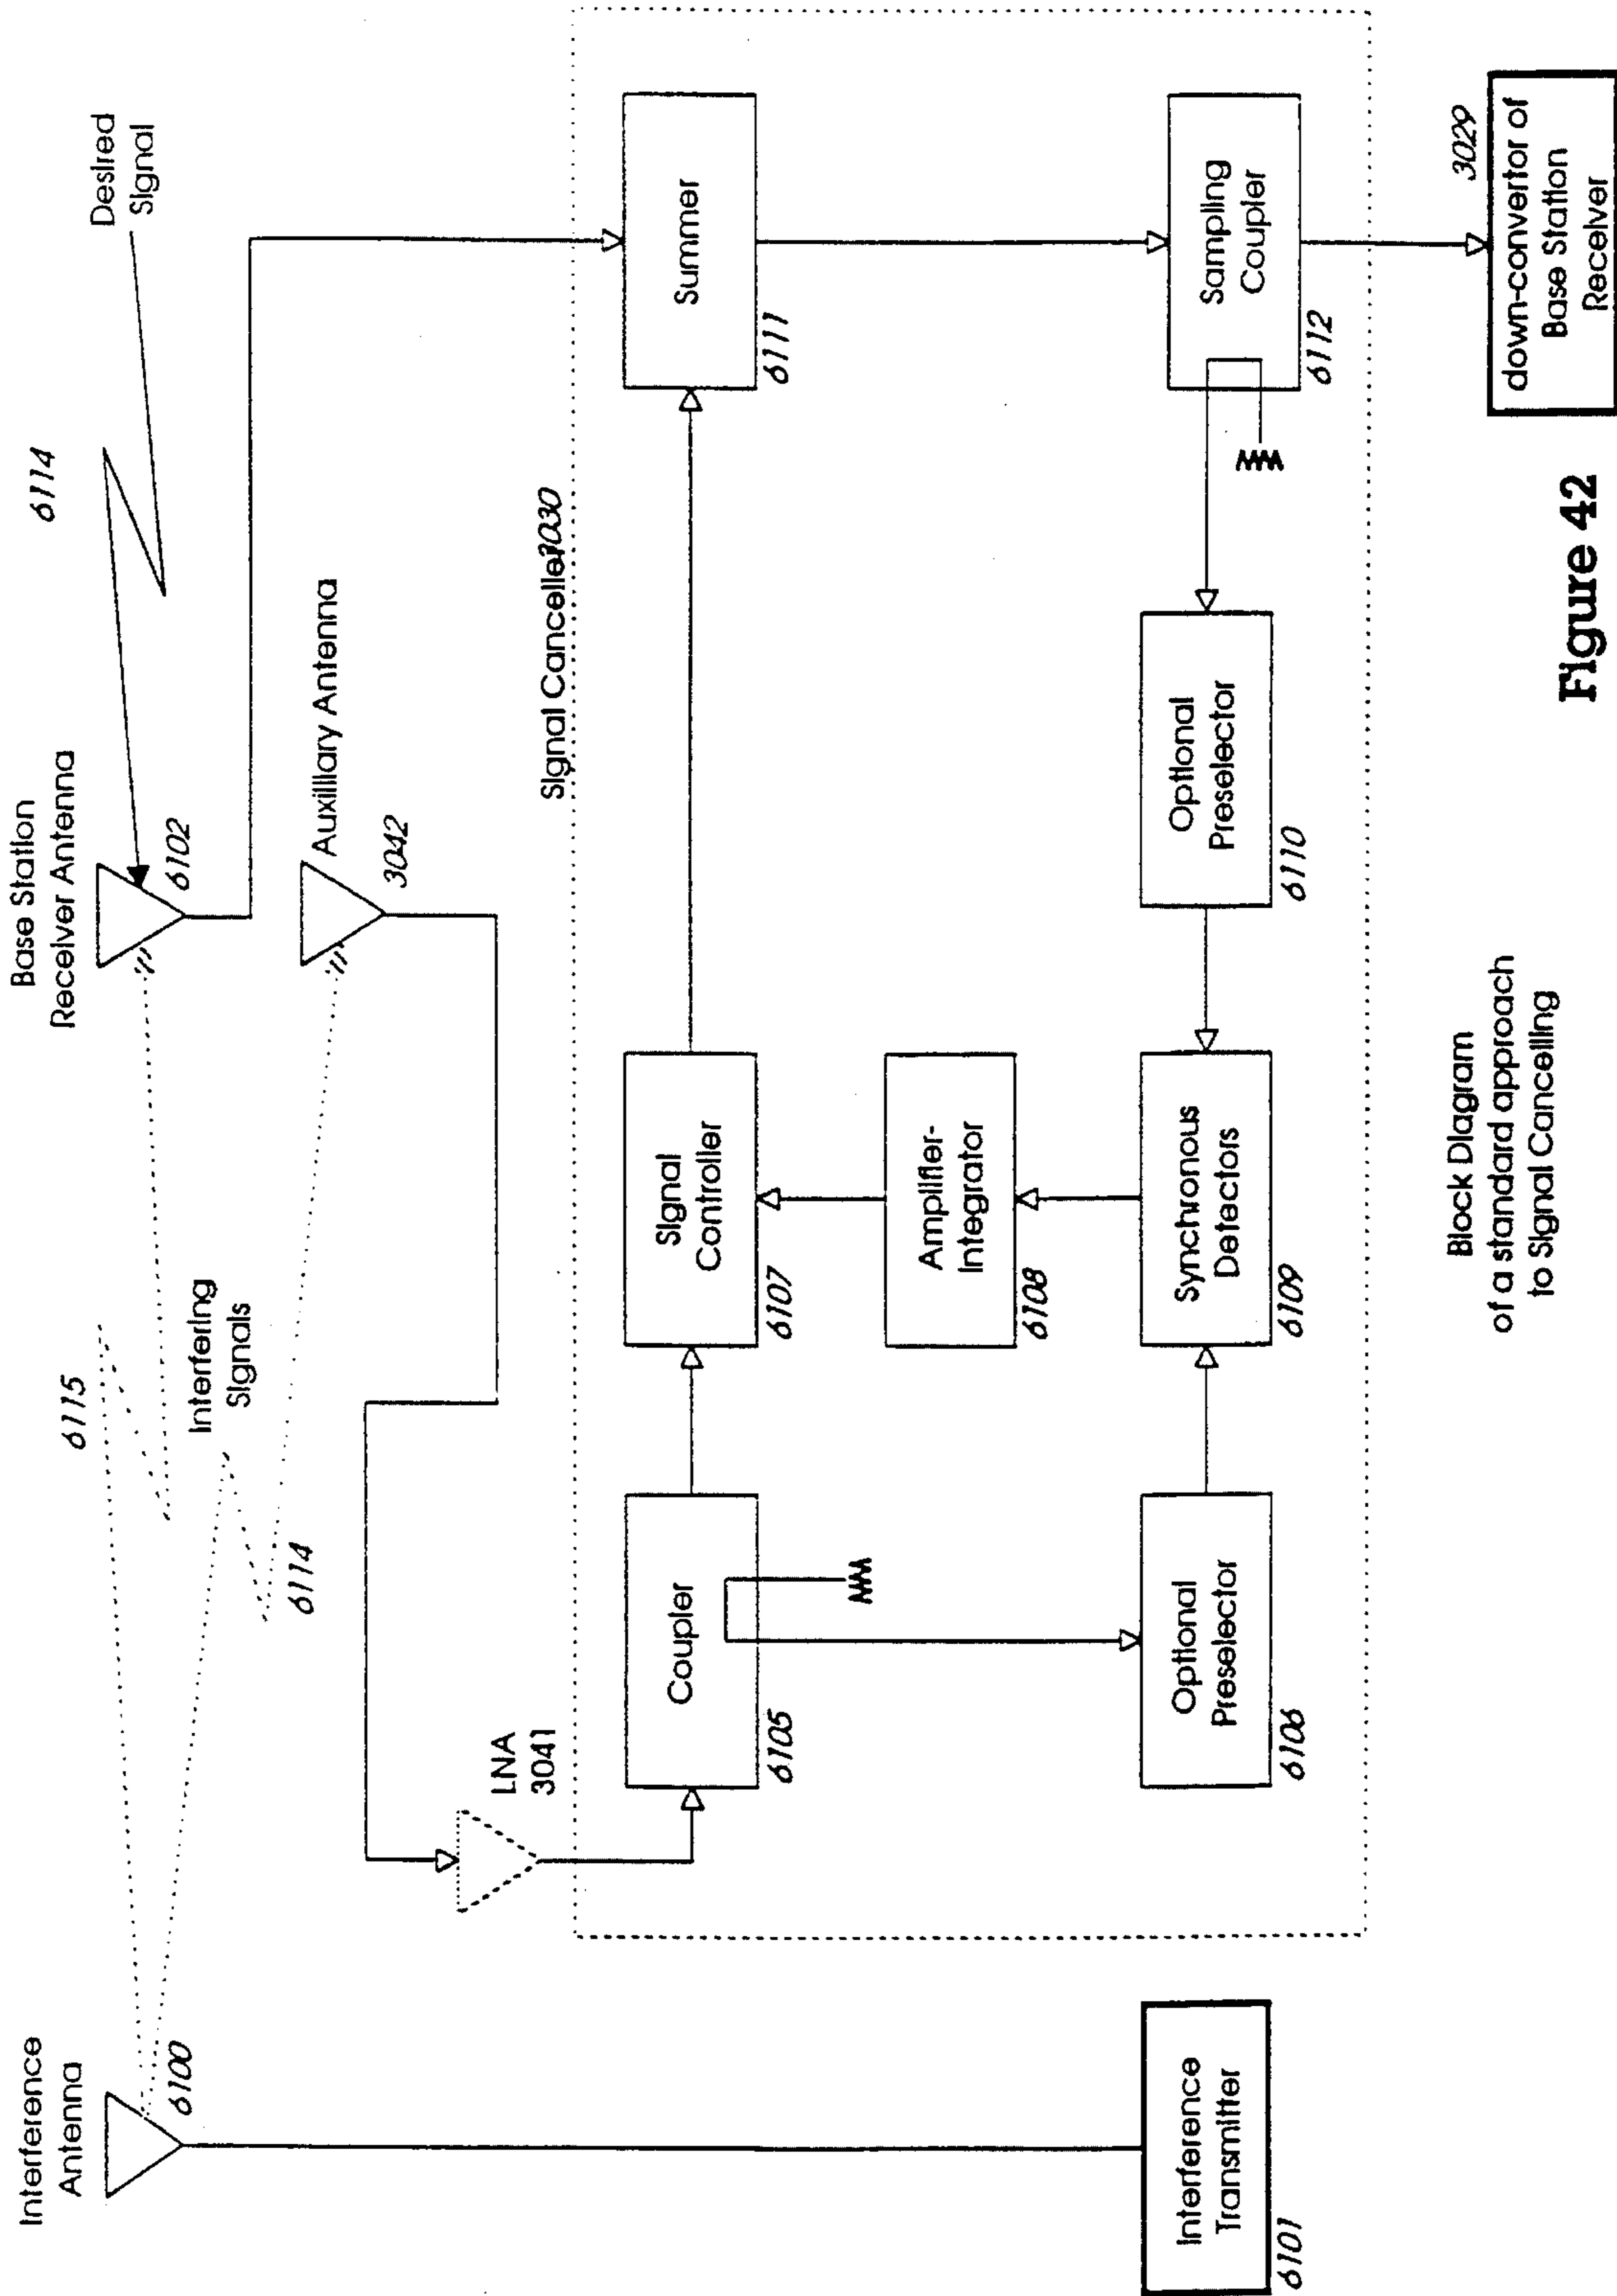 Interference
Antenna
6100
6115
Interfering
Signals
6114
Base Station
Receiver Antenna
6102
6114
Desired
Signal
Auxilliary Antenna
3042
LNA
3041
Signal Canceller
3030
Coupler
6105
Signal
Controller
6107
Summer
6111
Amplifier-
Integrator
6108
Optional
Preselector
6106
Synchronous
Detectors
6109
Optional
Preselector
6110
Sampling
Coupler
6112
Interference
Transmitter
6101
3029
down-convertor of
Base Station
Receiver
Block Diagram
of a standard approach
to Signal Cancelling
Figure 42